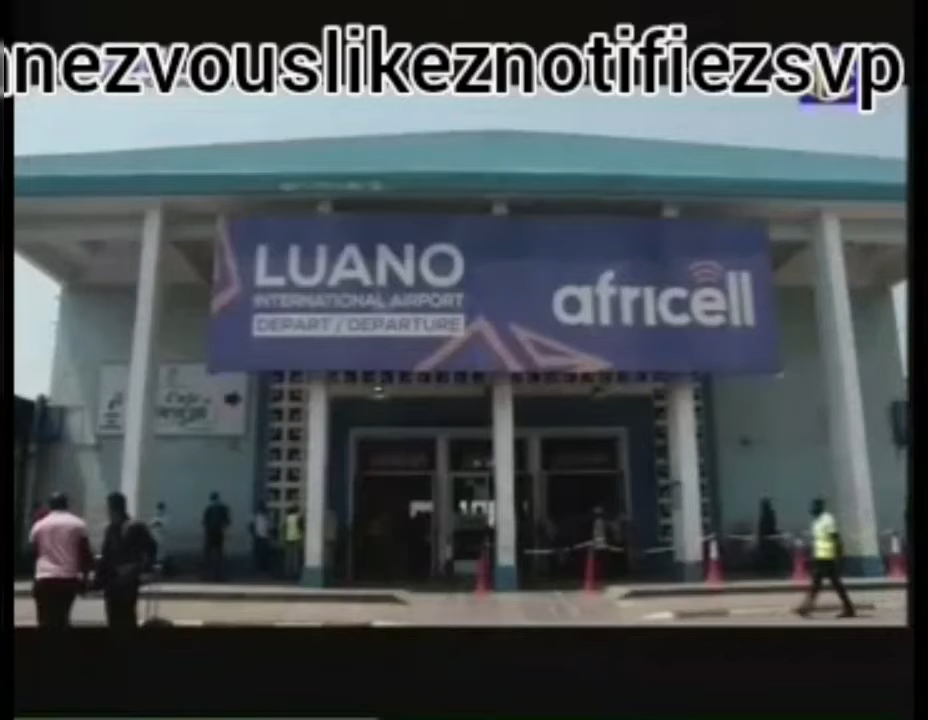 nezvouslikeznotifiezsvp
LUANO
INTERNATIONAL AIRPORT
DEPART / DEPARTURE
africell